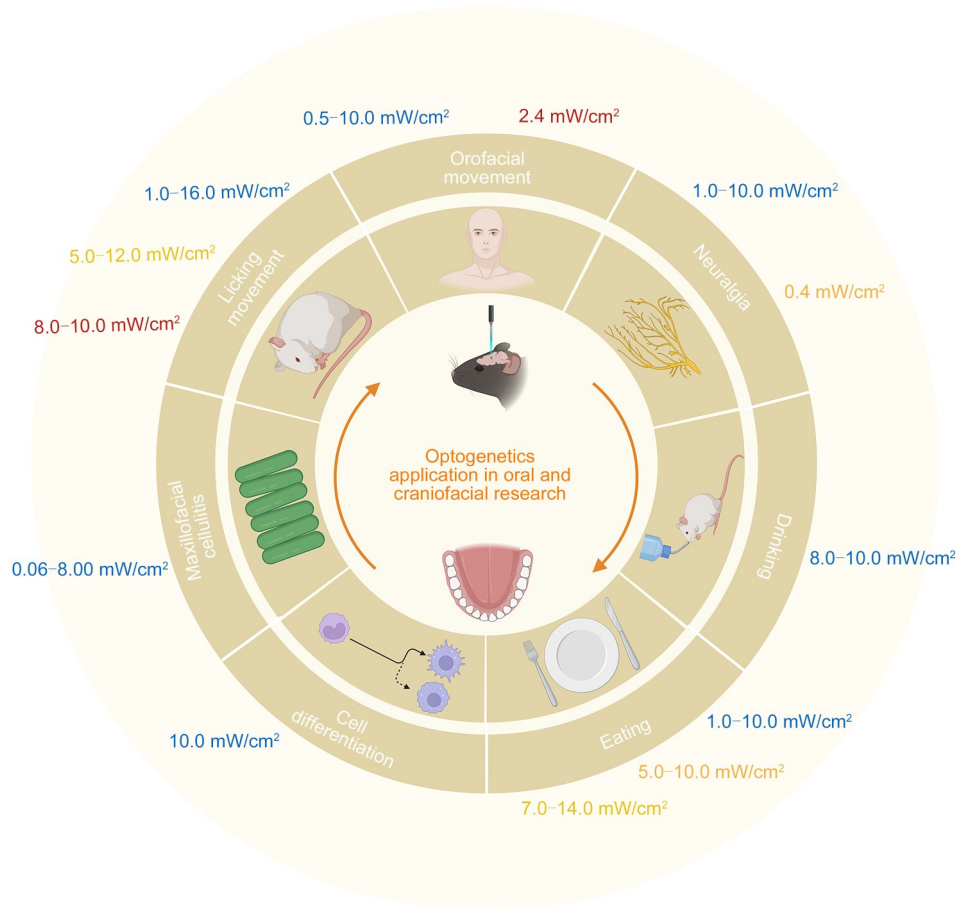 0.5–10.0 mW/cm²
2.4 mW/cm²
Orofacial
movement
1.0–16.0 mW/cm²
5.0–12.0 mW/cm²
8.0–10.0 mW/cm²
Licking
movement
1.0–10.0 mW/cm²
0.4 mW/cm²
Neuralgia
Optogenetics
application in oral and
craniofacial research
Maxillofacial
cellulitis
0.06–8.00 mW/cm²
Drinking
8.0–10.0 mW/cm²
Cell
differentiation
10.0 mW/cm²
Eating
1.0–10.0 mW/cm²
5.0–10.0 mW/cm²
7.0–14.0 mW/cm²